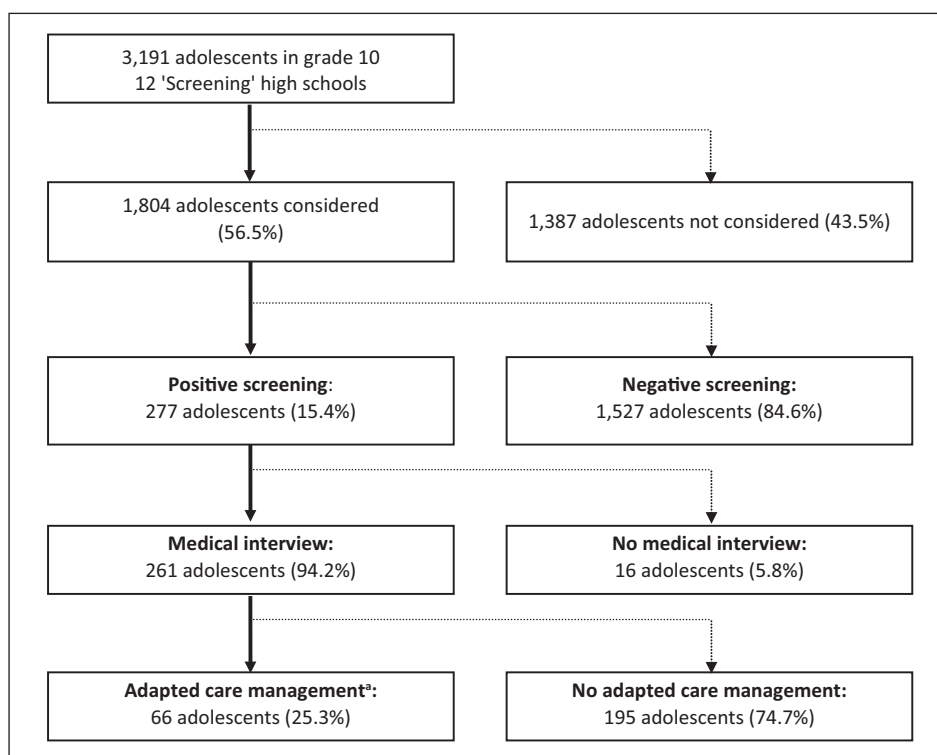 3,191 adolescents in grade 10
12 'Screening' high schools
1,804 adolescents considered
(56.5%)
1,387 adolescents not considered (43.5%)
Positive screening:
277 adolescents (15.4%)
Negative screening:
1,527 adolescents (84.6%)
Medical interview:
261 adolescents (94.2%)
No medical interview:
16 adolescents (5.8%)
Adapted care managementᵃ:
66 adolescents (25.3%)
No adapted care management:
195 adolescents (74.7%)